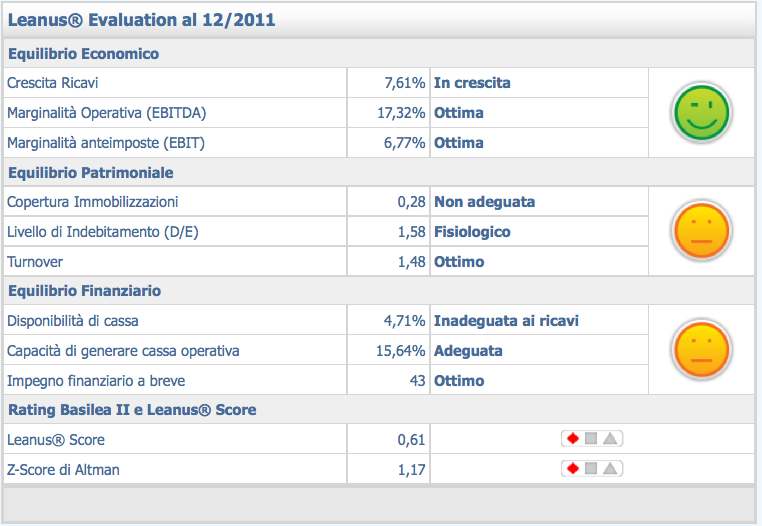 Leanus® Evaluation al 12/2011
Equilibrio Economico
Crescita Ricavi 7,61% In crescita
Marginalità Operativa (EBITDA) 17,32% Ottima
Marginalità anteimposte (EBIT) 6,77% Ottima
Equilibrio Patrimoniale
Copertura Immobilizzazioni 0,28 Non adeguata
Livello di Indebitamento (D/E) 1,58 Fisiologico
Turnover 1,48 Ottimo
Equilibrio Finanziario
Disponibilità di cassa 4,71% Inadeguata ai ricavi
Capacità di generare cassa operativa 15,64% Adeguata
Impegno finanziario a breve 43 Ottimo
Rating Basilea II e Leanus® Score
Leanus® Score 0,61
Z-Score di Altman 1,17